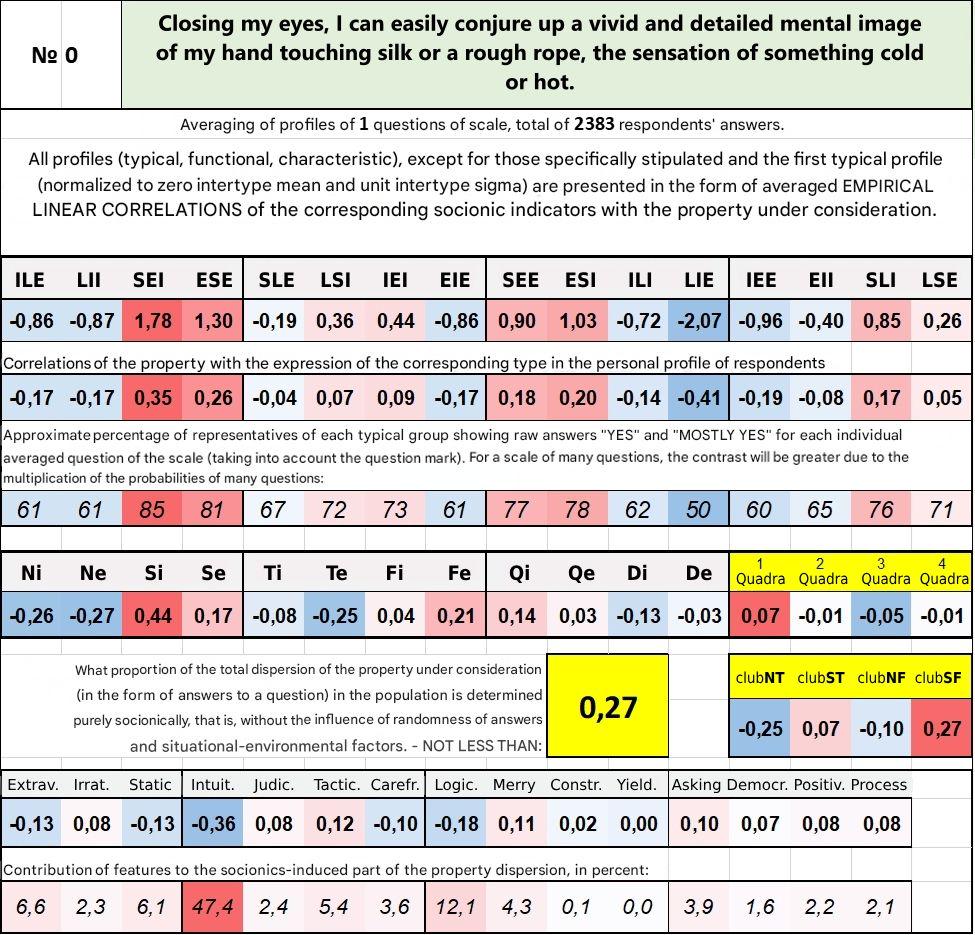 № 0
Closing my eyes, I can easily conjure up a vivid and detailed mental image
of my hand touching silk or a rough rope, the sensation of something cold
or hot.
Averaging of profiles of 1 questions of scale, total of 2383 respondents' answers.
All profiles (typical, functional, characteristic), except for those specifically stipulated and the first typical profile
(normalized to zero intertype mean and unit intertype sigma) are presented in the form of averaged EMPIRICAL
LINEAR CORRELATIONS of the corresponding socionic indicators with the property under consideration.
ILE LII SEI ESE SLE LSI IEI EIE SEE ESI ILI LIE IEE EII SLI LSE
-0,86 -0,87 1,78 1,30 -0,19 0,36 0,44 -0,86 0,90 1,03 -0,72 -2,07 -0,96 -0,40 0,85 0,26
Correlations of the property with the expression of the corresponding type in the personal profile of respondents
-0,17 -0,17 0,35 0,26 -0,04 0,07 0,09 -0,17 0,18 0,20 -0,14 -0,41 -0,19 -0,08 0,17 0,05
Approximate percentage of representatives of each typical group showing raw answers "YES" and "MOSTLY YES" for each individual
averaged question of the scale (taking into account the question mark). For a scale of many questions, the contrast will be greater due to the
multiplication of the probabilities of many questions:
61 61 85 81 67 72 73 61 77 78 62 50 60 65 76 71
Ni Ne Si Se Ti Te Fi Fe Qi Qe Di De 1 Quadra 2 Quadra 3 Quadra 4 Quadra
-0,26 -0,27 0,44 0,17 -0,08 -0,25 0,04 0,21 0,14 0,03 -0,13 -0,03 0,07 -0,01 -0,05 -0,01
What proportion of the total dispersion of the property under consideration
(in the form of answers to a question) in the population is determined
purely socionically, that is, without the influence of randomness of answers
and situational-environmental factors. - NOT LESS THAN:
0,27
clubNT clubST clubNF clubSF
-0,25 0,07 -0,10 0,27
Extrav. Irrat. Static Intuit. Judic. Tactic. Carefr. Logic. Merry Constr. Yield. Asking Democr. Positiv. Process
-0,13 0,08 -0,13 -0,36 0,08 0,12 -0,10 -0,18 0,11 0,02 0,00 0,10 0,07 0,08 0,08
Contribution of features to the socionics-induced part of the property dispersion, in percent:
6,6 2,3 6,1 47,4 2,4 5,4 3,6 12,1 4,3 0,1 0,0 3,9 1,6 2,2 2,1